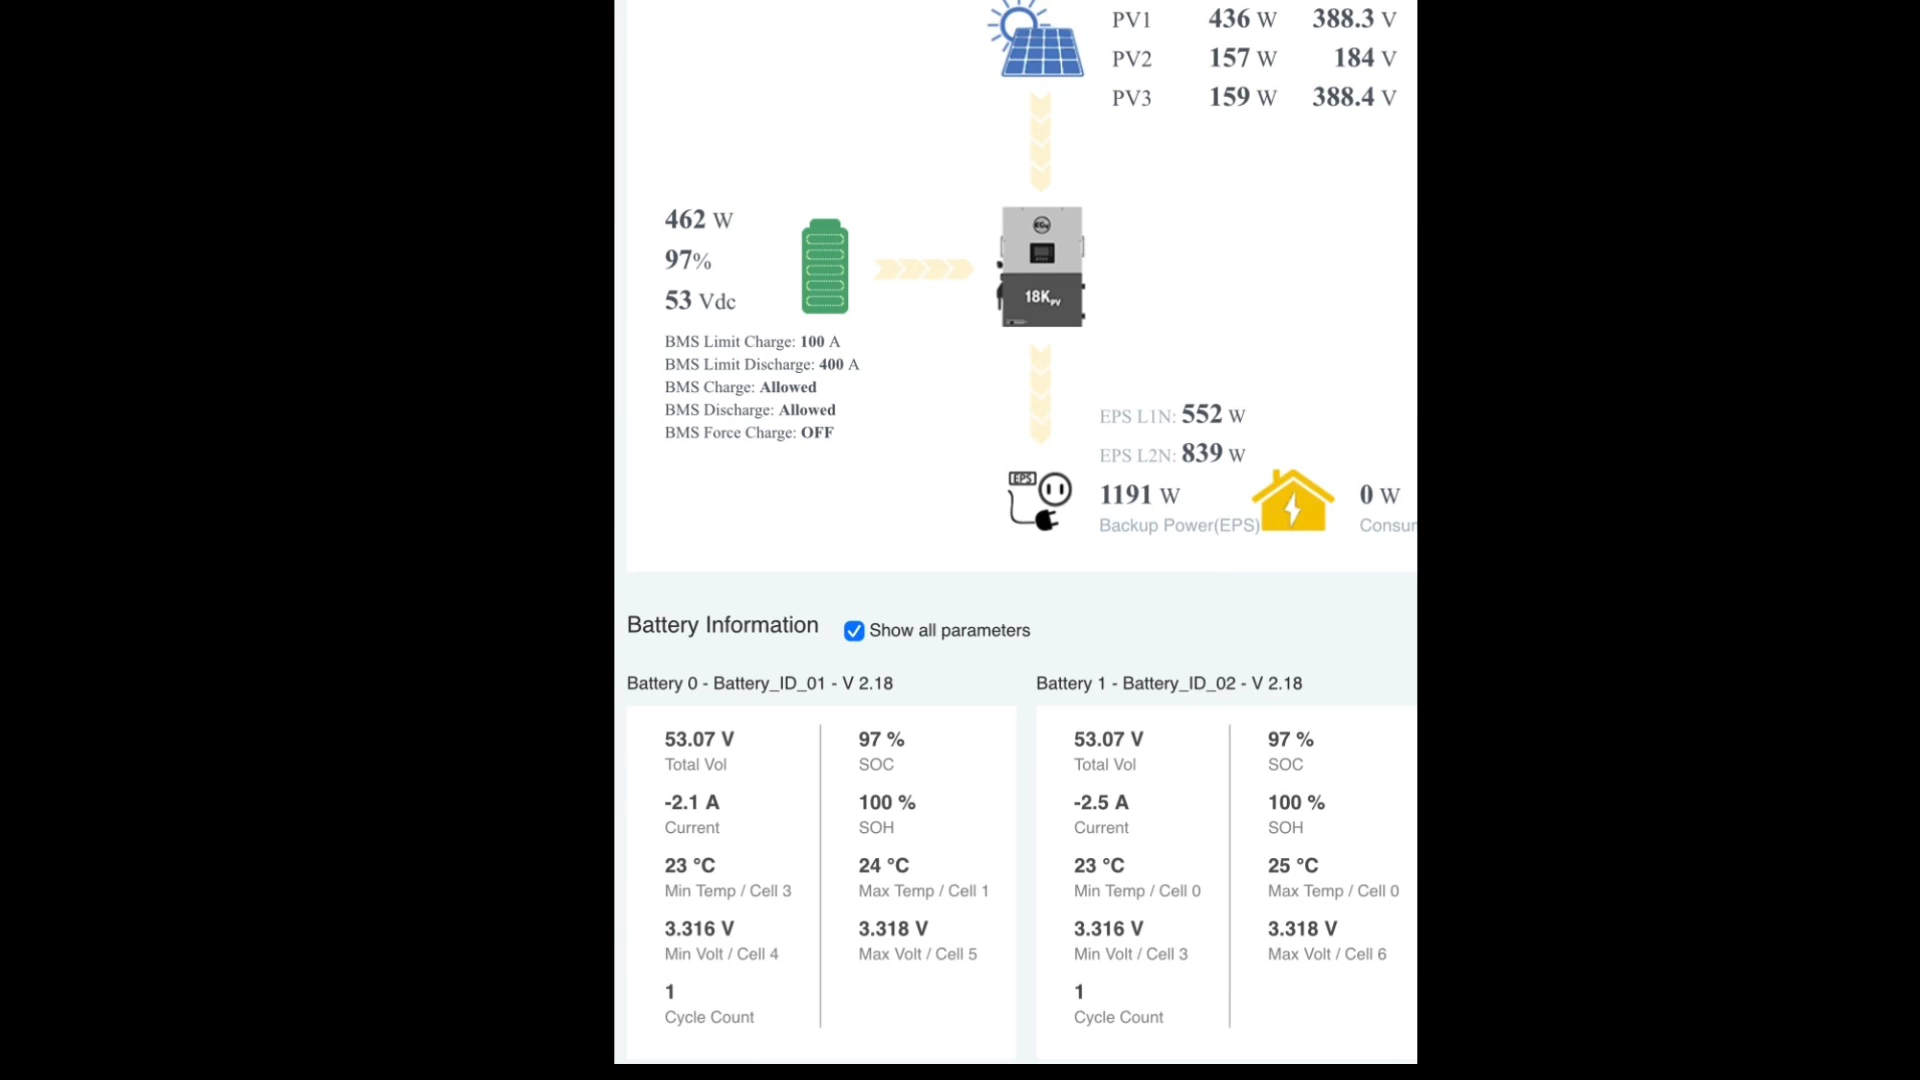 PV1 436 W 388.3 V
PV2 157 W 184 V
PV3 159 W 388.4 V
462 W
97%
53 Vdc
18KPV
BMS Limit Charge: 100 A
BMS Limit Discharge: 400 A
BMS Charge: Allowed
BMS Discharge: Allowed
BMS Force Charge: OFF
EPS L1N: 552 W
EPS L2N: 839 W
EPS
1191 W 0 W
Backup Power(EPS) Consur
Battery Information Show all parameters
Battery 0 - Battery_ID_01 - V 2.18 Battery 1 - Battery_ID_02 - V 2.18
53.07 V 97 % 53.07 V 97 %
Total Vol SOC Total Vol SOC
-2.1 A 100 % -2.5 A 100 %
Current SOH Current SOH
23 °C 24 °C 23 °C 25 °C
Min Temp / Cell 3 Max Temp / Cell 1 Min Temp / Cell 0 Max Temp / Cell 0
3.316 V 3.318 V 3.316 V 3.318 V
Min Volt / Cell 4 Max Volt / Cell 5 Min Volt / Cell 3 Max Volt / Cell 6
1 1
Cycle Count Cycle Count